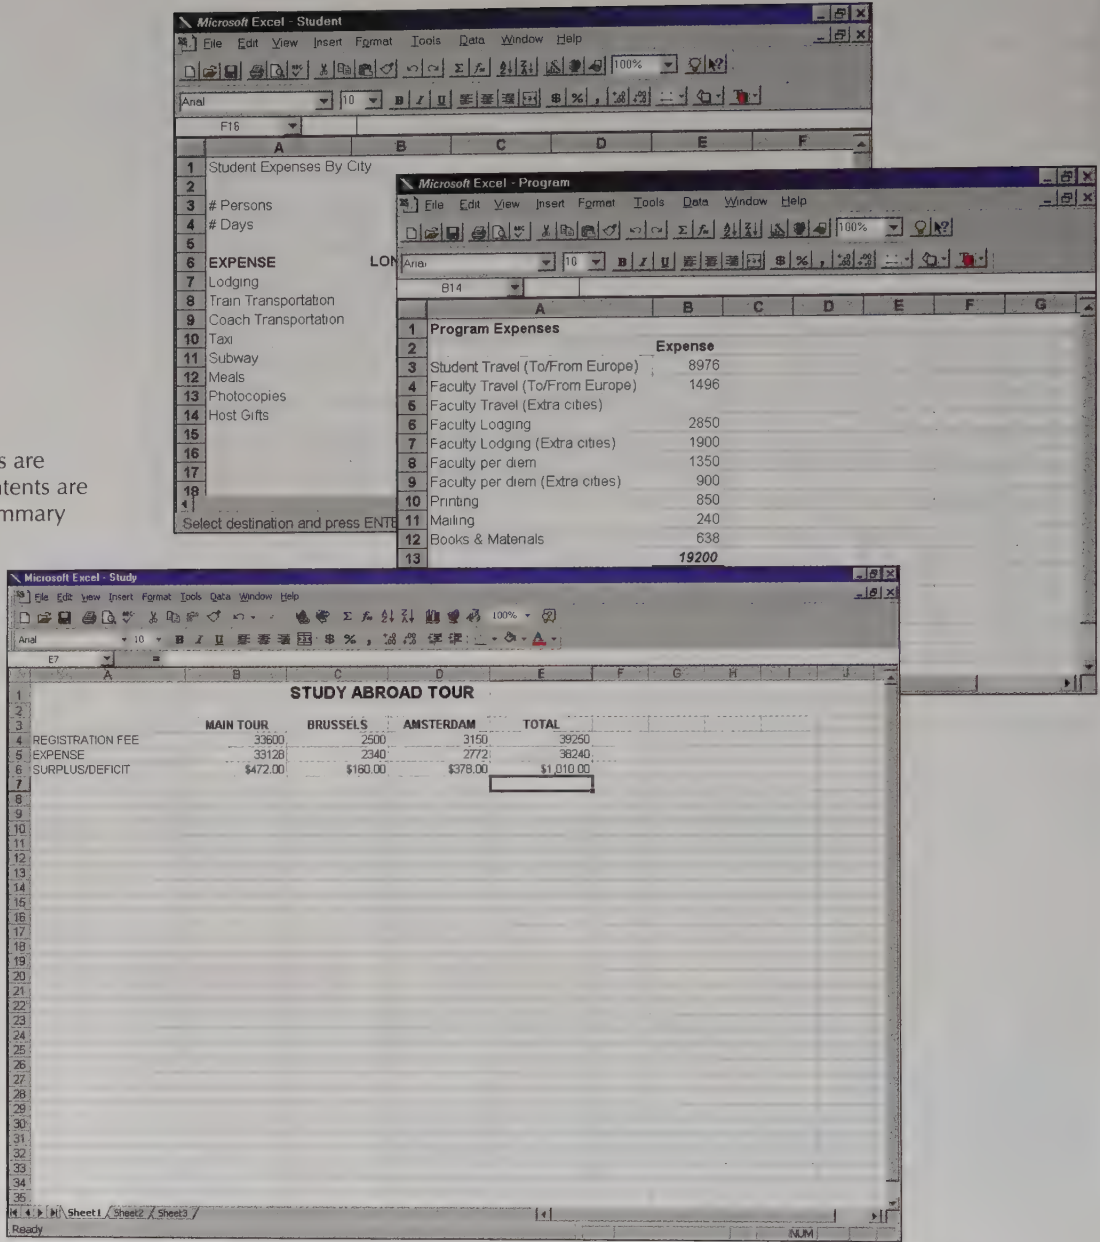 Microsoft Excel - Student
File Edit View Insert Format Tools Data Window Help
100%
Arial 10 B I U $ % ,
F16
A B C D E F
1 Student Expenses By City
2
3 # Persons
4 # Days
5
6 EXPENSE LON
7 Lodging
8 Train Transportation
9 Coach Transportation
10 Taxi
11 Subway
12 Meals
13 Photocopies
14 Host Gifts
15
16
17
18
Select destination and press ENTE
Microsoft Excel - Program
File Edit View Insert Format Tools Data Window Help
100%
Arial 10 B I U $ % ,
B14
A B C D E F G
1 Program Expenses
2 Expense
3 Student Travel (To/From Europe) 8976
4 Faculty Travel (To/From Europe) 1496
5 Faculty Travel (Extra cities)
6 Faculty Lodging 2850
7 Faculty Lodging (Extra cities) 1900
8 Faculty per diem 1350
9 Faculty per diem (Extra cities) 900
10 Printing 850
11 Mailing 240
12 Books & Materials 638
13 19200
s are
tents are
mmary
Microsoft Excel - Study
File Edit View Insert Format Tools Data Window Help
100%
Arial 10 B I U $ % ,
E7 =
A B C D E F G H I J
1 STUDY ABROAD TOUR
2
3 MAIN TOUR BRUSSELS AMSTERDAM TOTAL
4 REGISTRATION FEE 33600 2500 3150 39250
5 EXPENSE 33128 2340 2772 38240
6 SURPLUS/DEFICIT $472.00 $160.00 $378.00 $1,010.00
7
8
9
10
11
12
13
14
15
16
17
18
19
20
21
22
23
24
25
26
27
28
29
30
31
32
33
34
35
Sheet1 Sheet2 Sheet3
Ready NUM